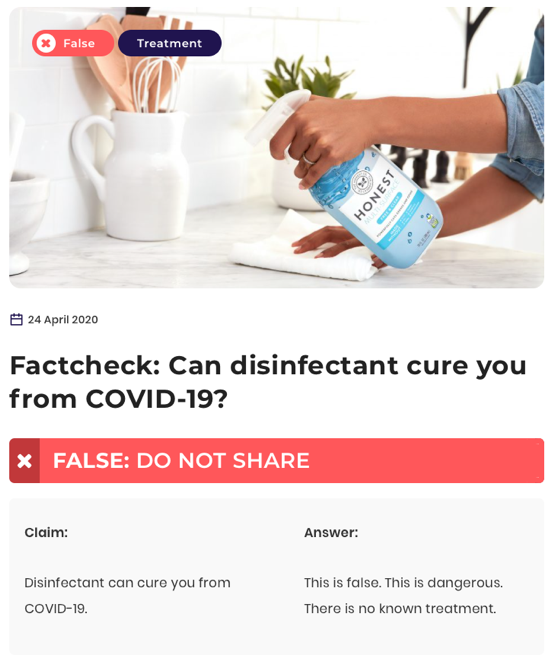 False
Treatment
HONEST
24 April 2020
Factcheck: Can disinfectant cure you
from COVID-19?
FALSE: DO NOT SHARE
Claim:
Answer:
Disinfectant can cure you from
COVID-19.
This is false. This is dangerous.
There is no known treatment.